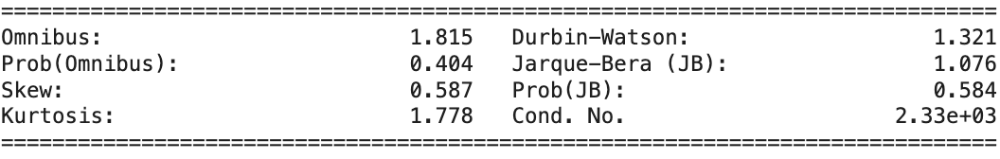 ==============================================================================
Omnibus:                        1.815   Durbin-Watson:                   1.321
Prob(Omnibus):                  0.404   Jarque-Bera (JB):                1.076
Skew:                           0.587   Prob(JB):                        0.584
Kurtosis:                       1.778   Cond. No.                     2.33e+03
==============================================================================